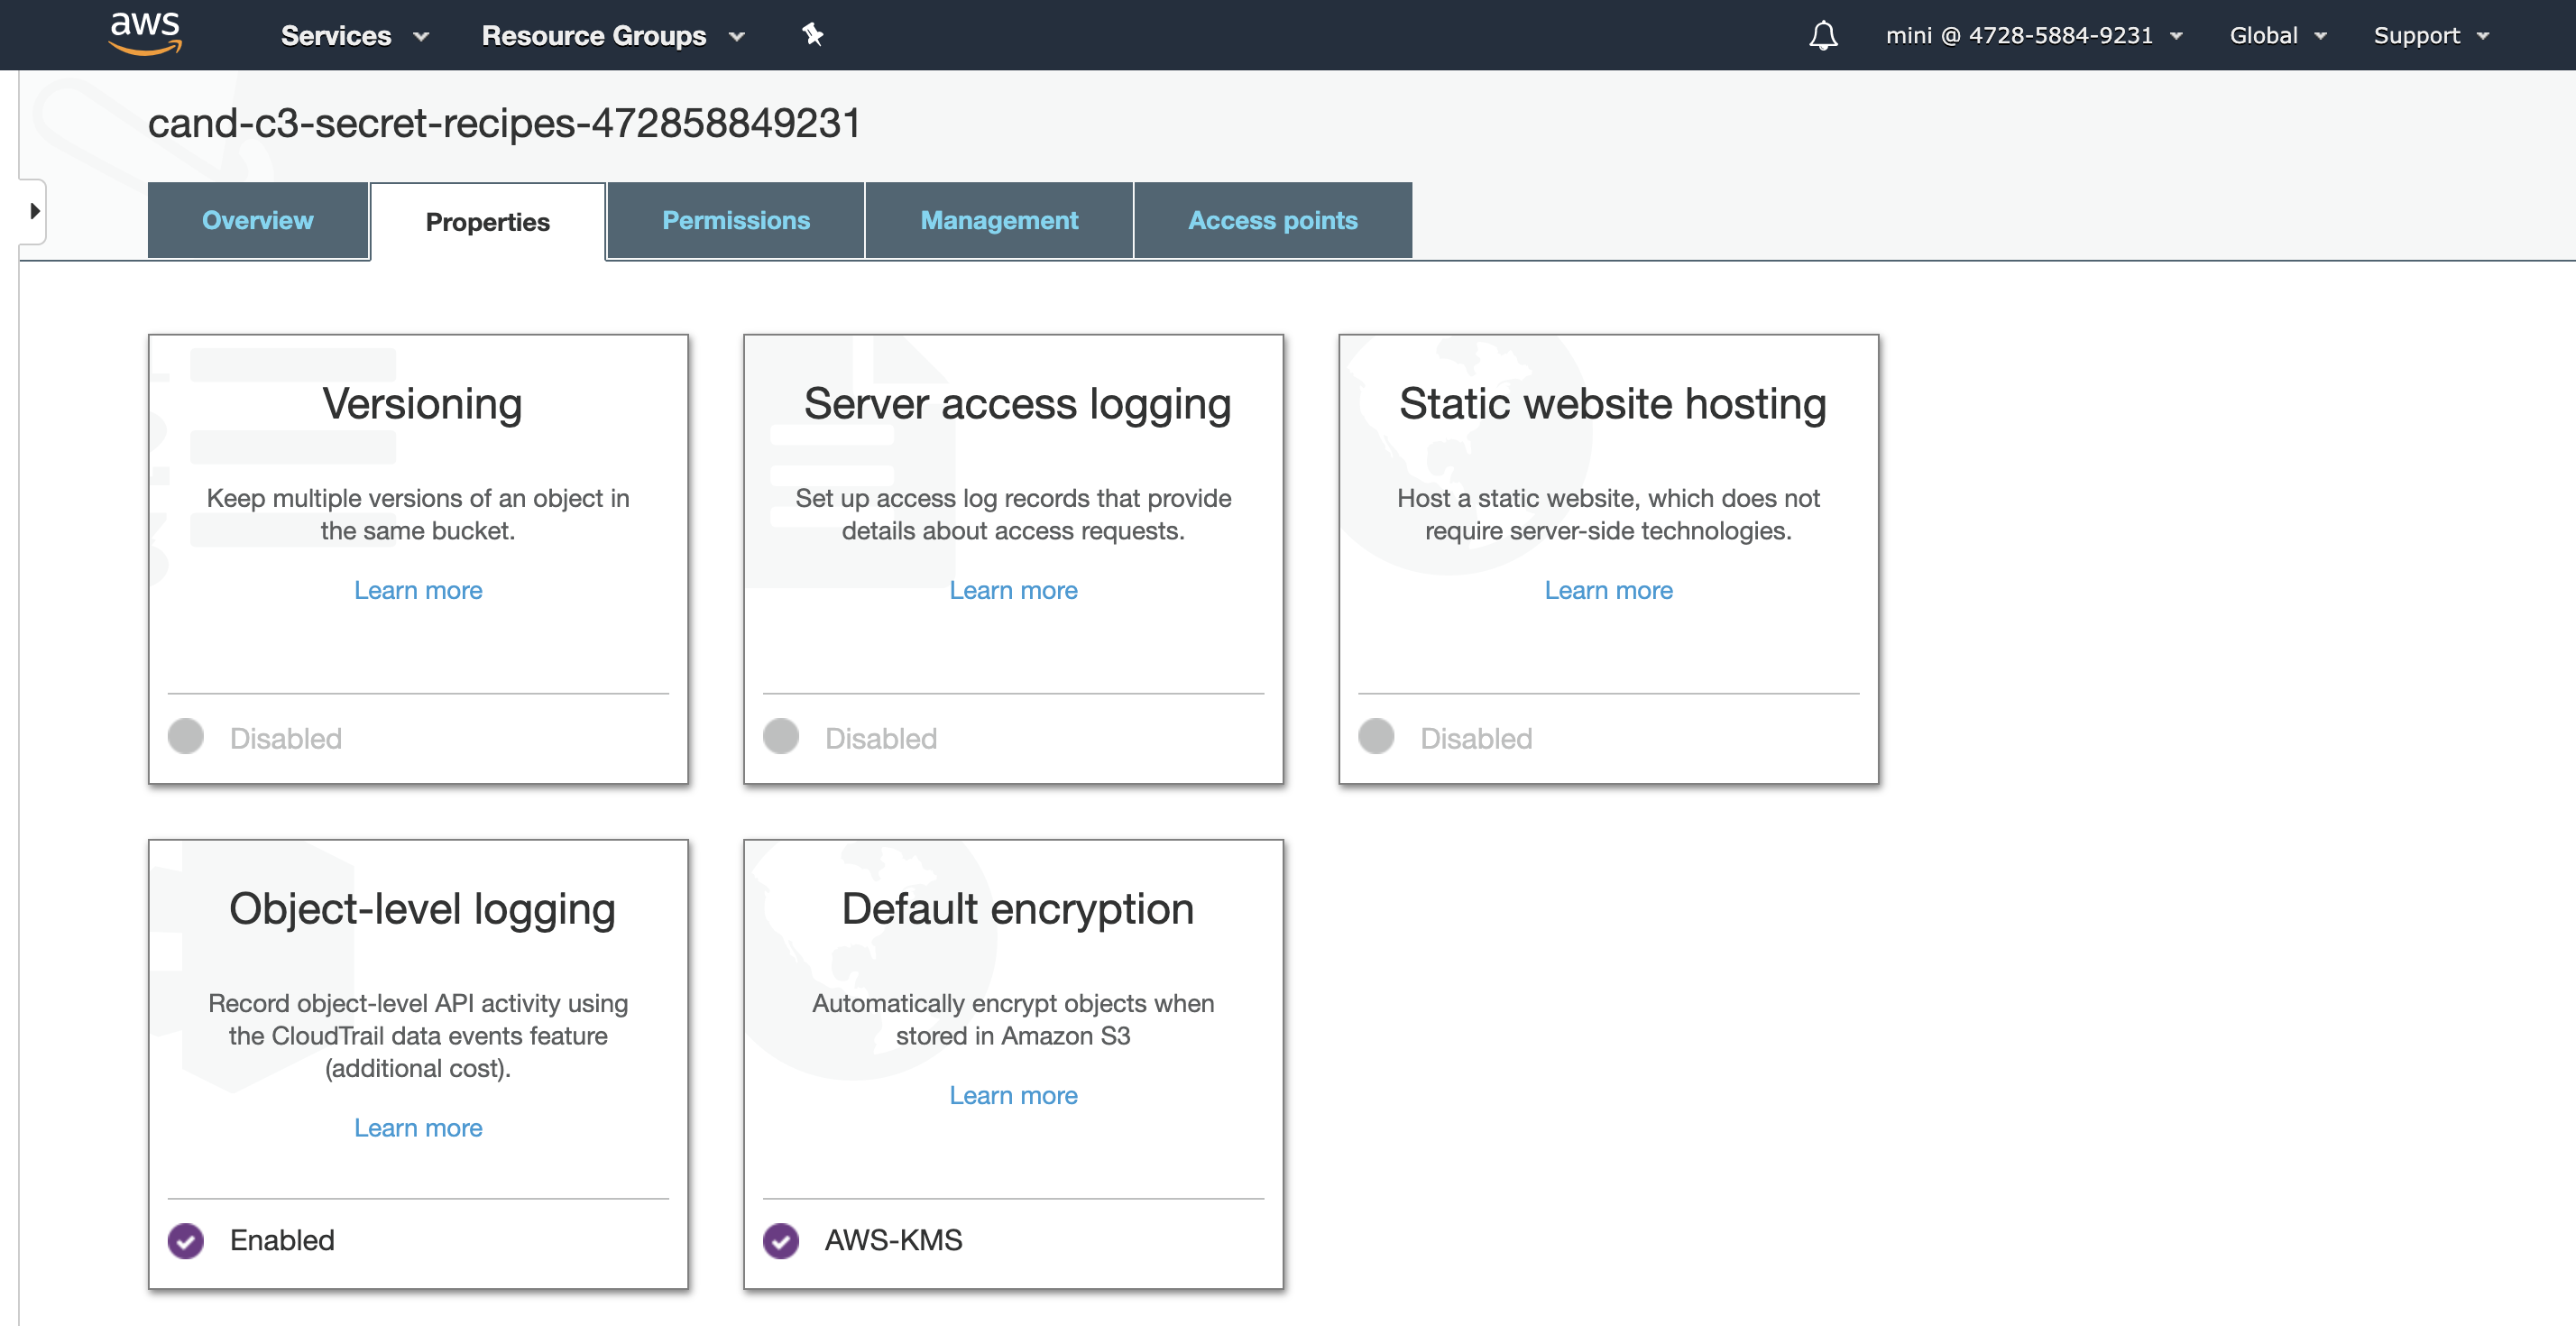 aws
Services
Resource Groups
mini @ 4728-5884-9231
Global
Support
cand-c3-secret-recipes-472858849231
Overview
Properties
Permissions
Management
Access points
Versioning
Keep multiple versions of an object in
the same bucket.
Learn more
Disabled
Server access logging
Set up access log records that provide
details about access requests.
Learn more
Disabled
Static website hosting
Host a static website, which does not
require server-side technologies.
Learn more
Disabled
Object-level logging
Record object-level API activity using
the CloudTrail data events feature
(additional cost).
Learn more
Enabled
Default encryption
Automatically encrypt objects when
stored in Amazon S3
Learn more
AWS-KMS